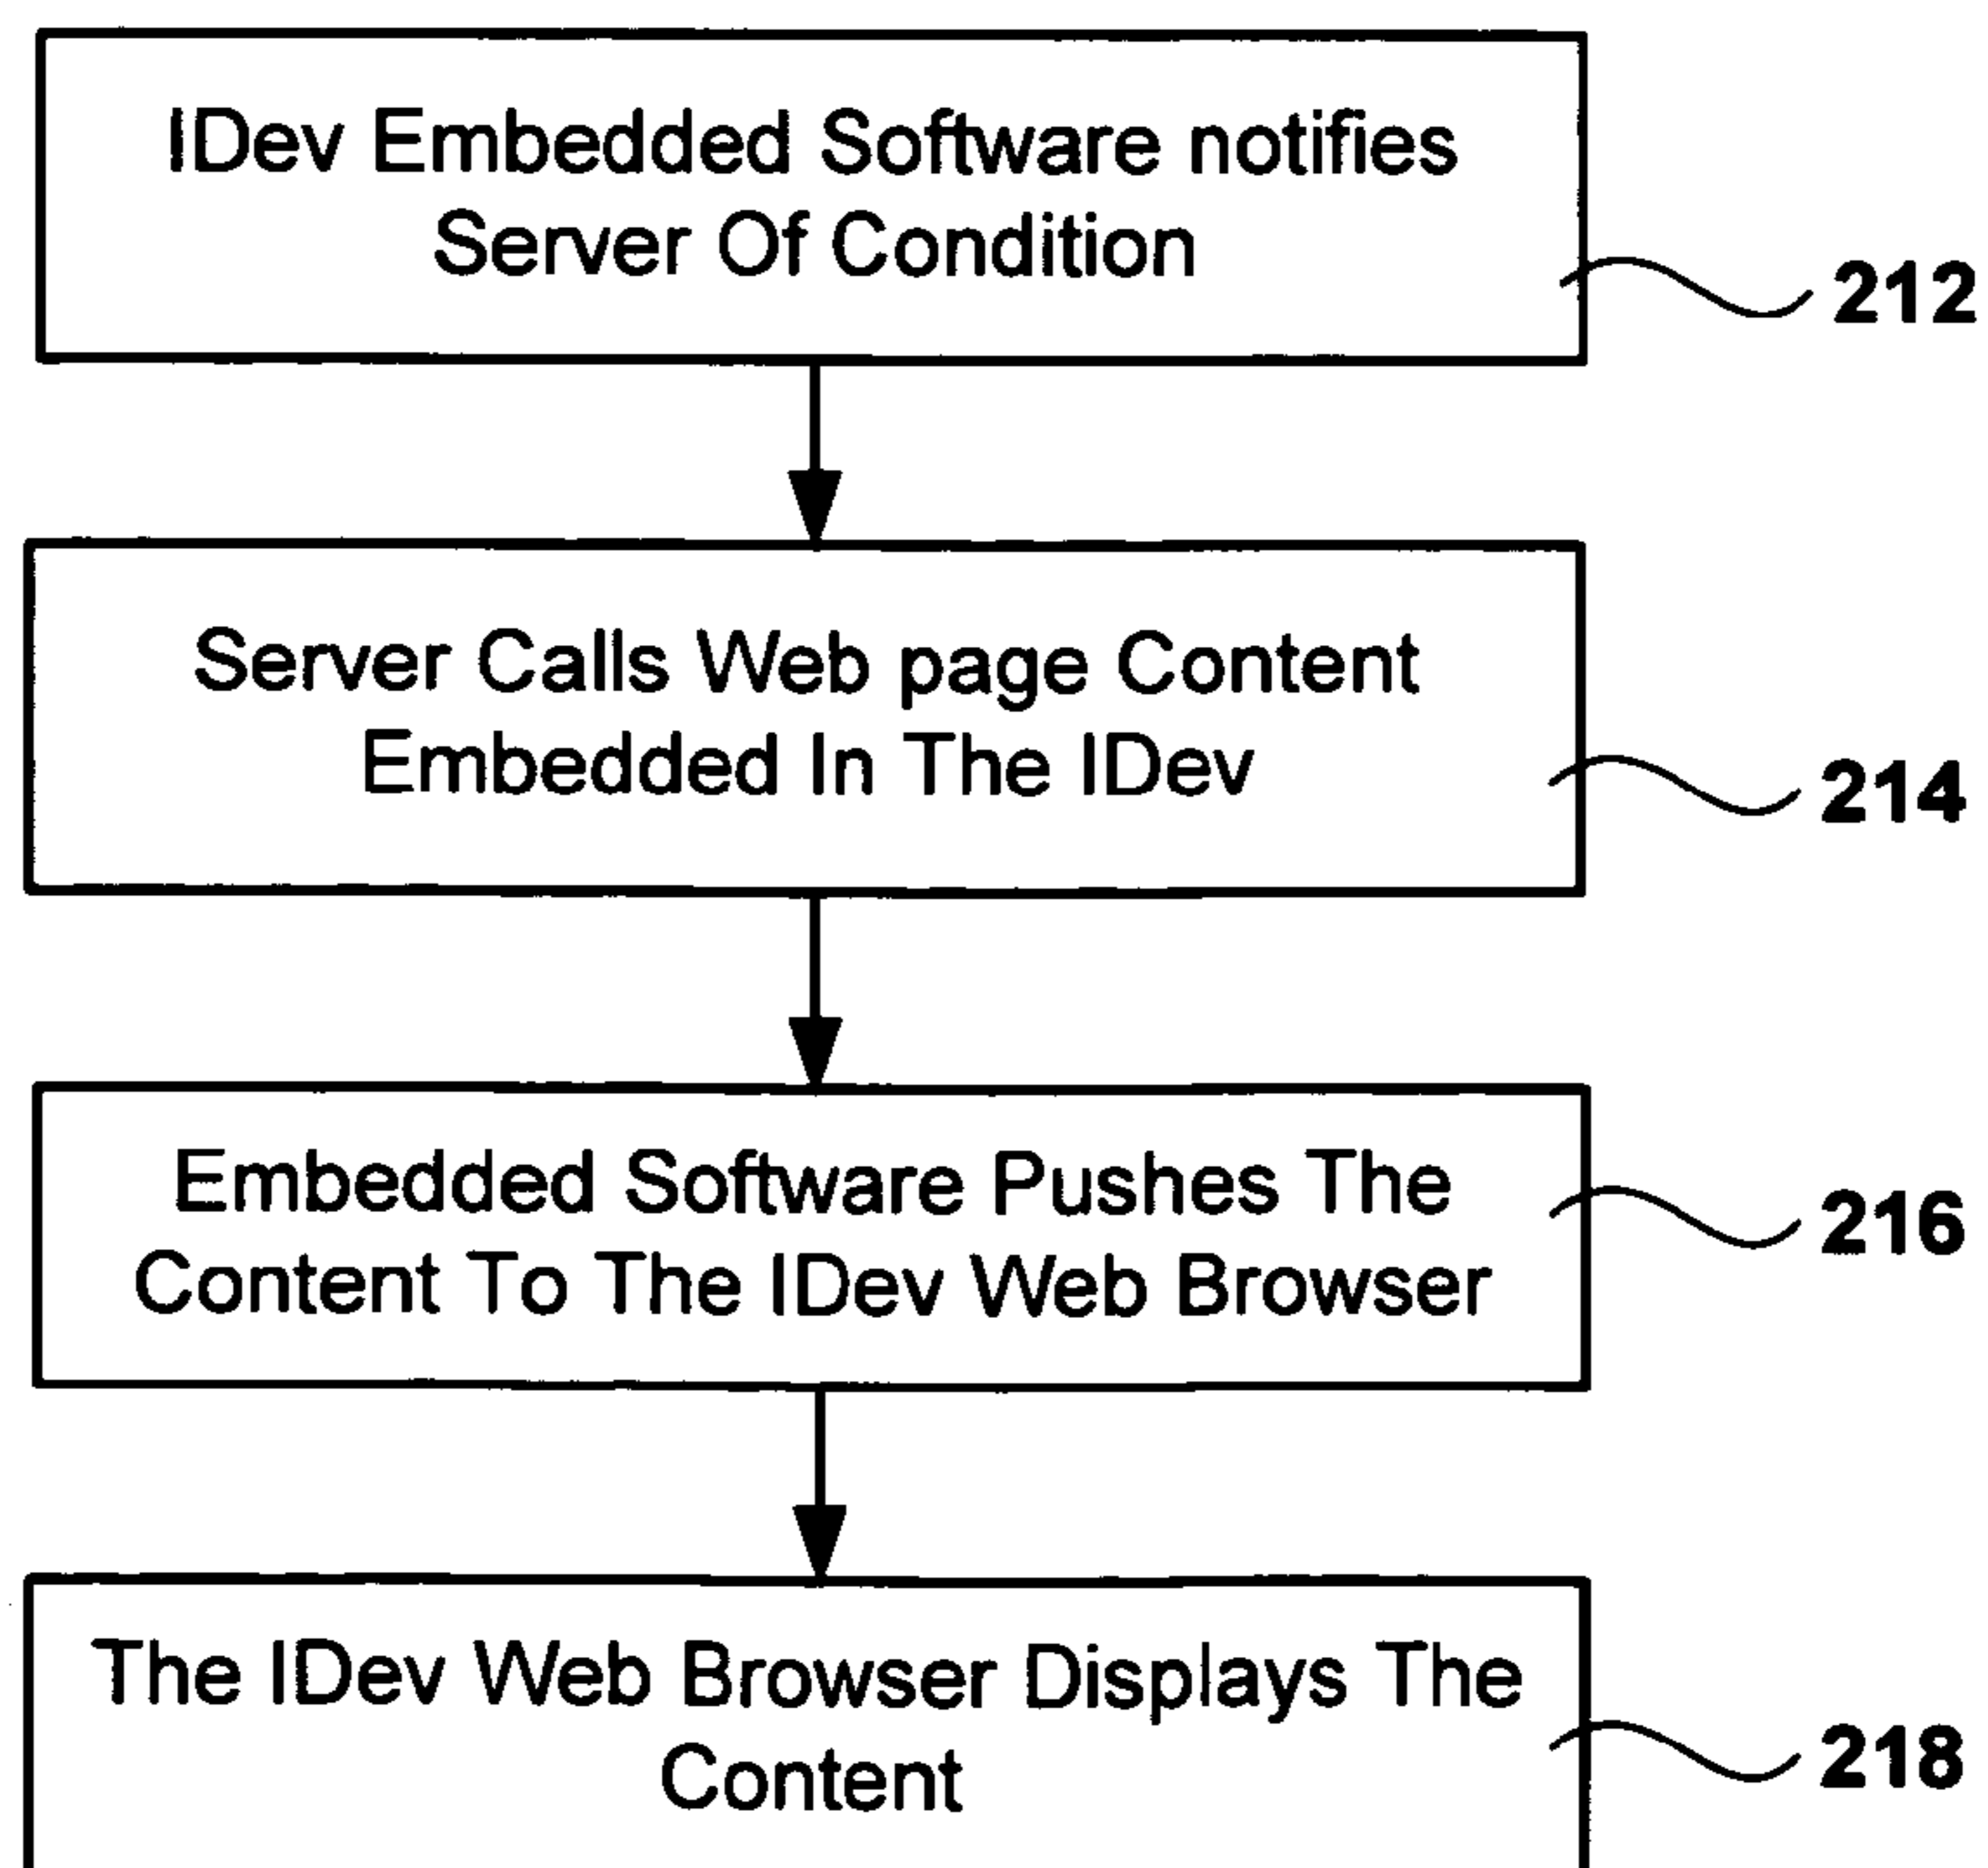 IDev Embedded Software notifies
Server Of Condition
212
Server Calls Web page Content
Embedded In The IDev
214
Embedded Software Pushes The
Content To The IDev Web Browser
216
The IDev Web Browser Displays The
Content
218